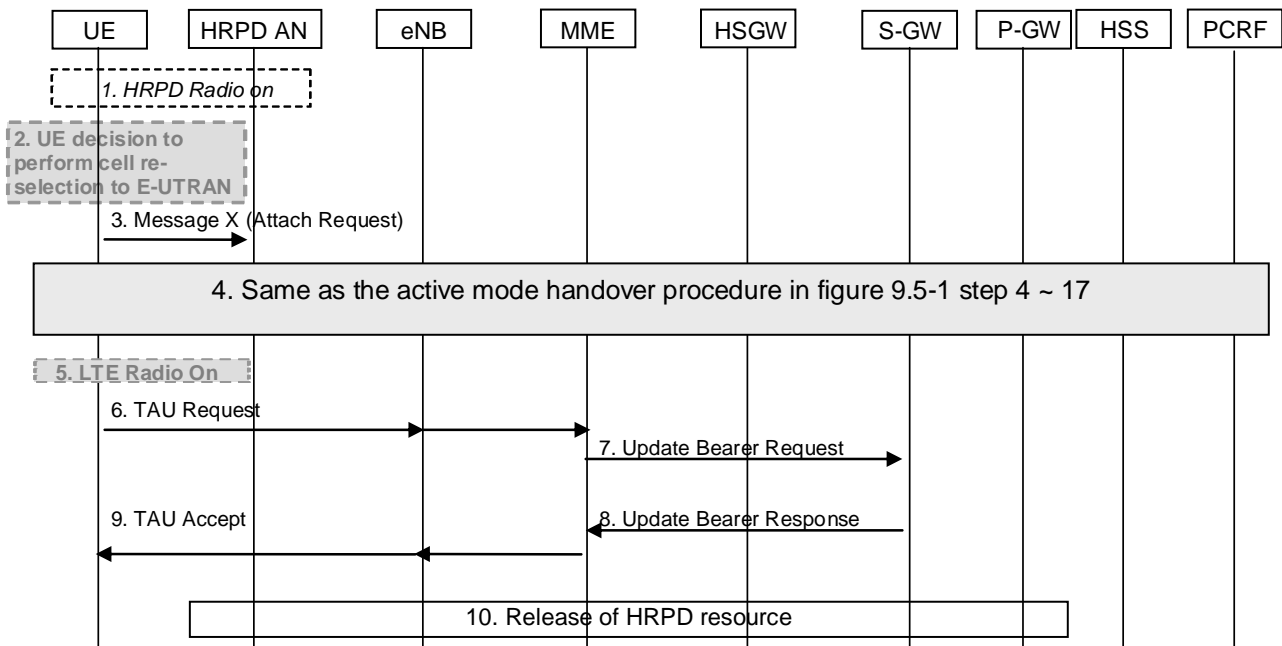 UE HRPD AN eNB MME HSGW S-GW P-GW HSS PCRF
1. HRPD Radio on
2. UE decision to
perform cell re-
selection to E-UTRAN
3. Message X (Attach Request)
4. Same as the active mode handover procedure in figure 9.5-1 step 4 ~ 17
5. LTE Radio On
6. TAU Request
7. Update Bearer Request
9. TAU Accept
8. Update Bearer Response
10. Release of HRPD resource